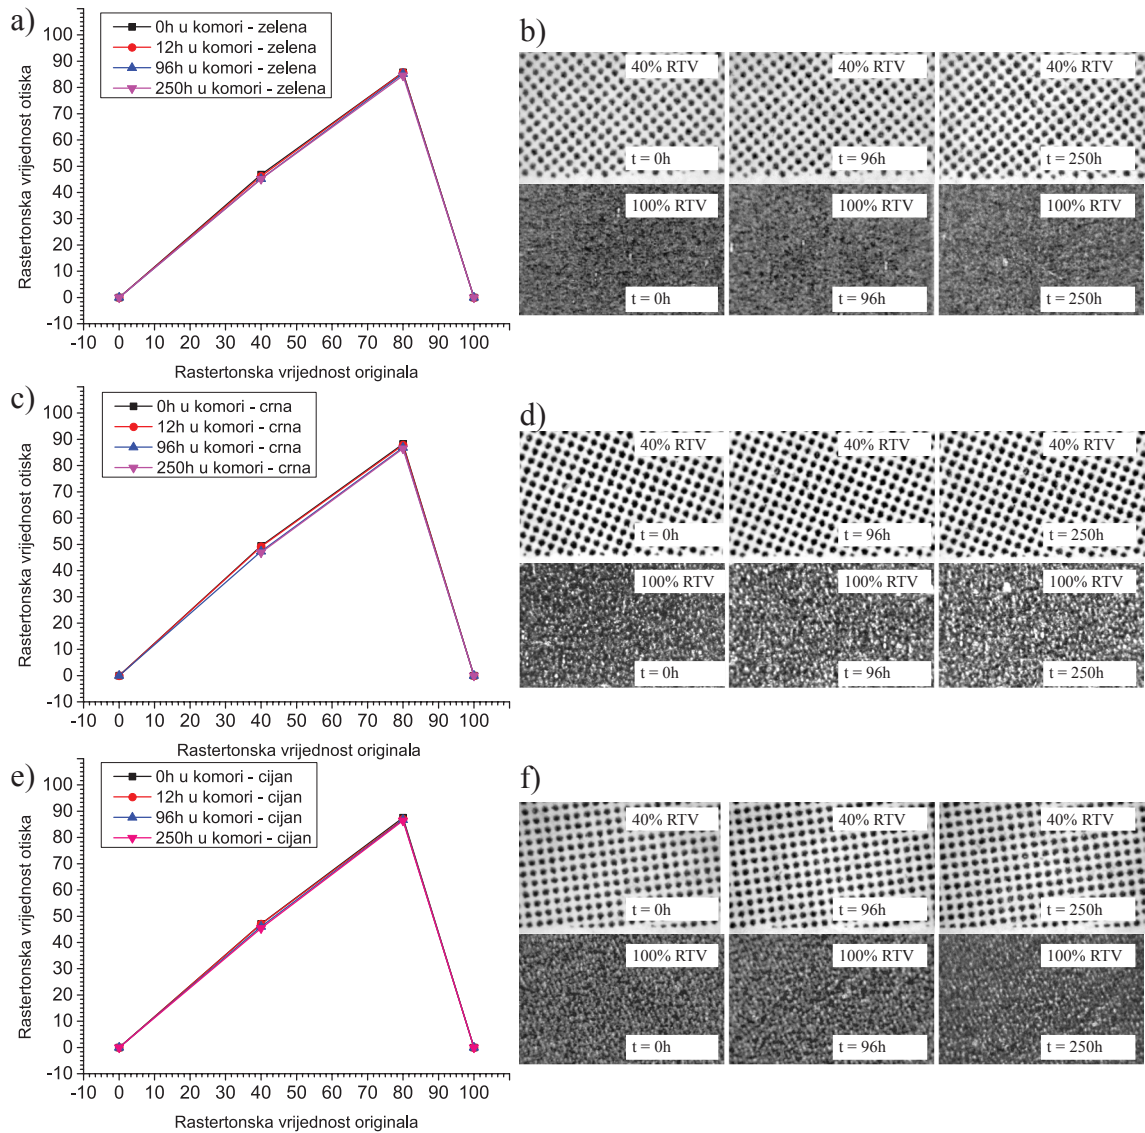 a)
0h u komori - zelena
12h u komori - zelena
96h u komori - zelena
250h u komori - zelena
Rastertonska vrijednost otiska
100
90
80
70
60
50
40
30
20
10
0
-10
-10 0 10 20 30 40 50 60 70 80 90 100
Rastertonska vrijednost originala
b)
40% RTV
40% RTV
40% RTV
t = 0h
t = 96h
t = 250h
100% RTV
100% RTV
100% RTV
t = 0h
t = 96h
t = 250h
c)
0h u komori - crna
12h u komori - crna
96h u komori - crna
250h u komori - crna
Rastertonska vrijednost otiska
100
90
80
70
60
50
40
30
20
10
0
-10
-10 0 10 20 30 40 50 60 70 80 90 100
Rastertonska vrijednost originala
d)
40% RTV
40% RTV
40% RTV
t = 0h
t = 96h
t = 250h
100% RTV
100% RTV
100% RTV
t = 0h
t = 96h
t = 250h
e)
0h u komori - cijan
12h u komori - cijan
96h u komori - cijan
250h u komori - cijan
Rastertonska vrijednost otiska
100
90
80
70
60
50
40
30
20
10
0
-10
-10 0 10 20 30 40 50 60 70 80 90 100
Rastertonska vrijednost originala
f)
40% RTV
40% RTV
40% RTV
t = 0h
t = 96h
t = 250h
100% RTV
100% RTV
100% RTV
t = 0h
t = 96h
t = 250h